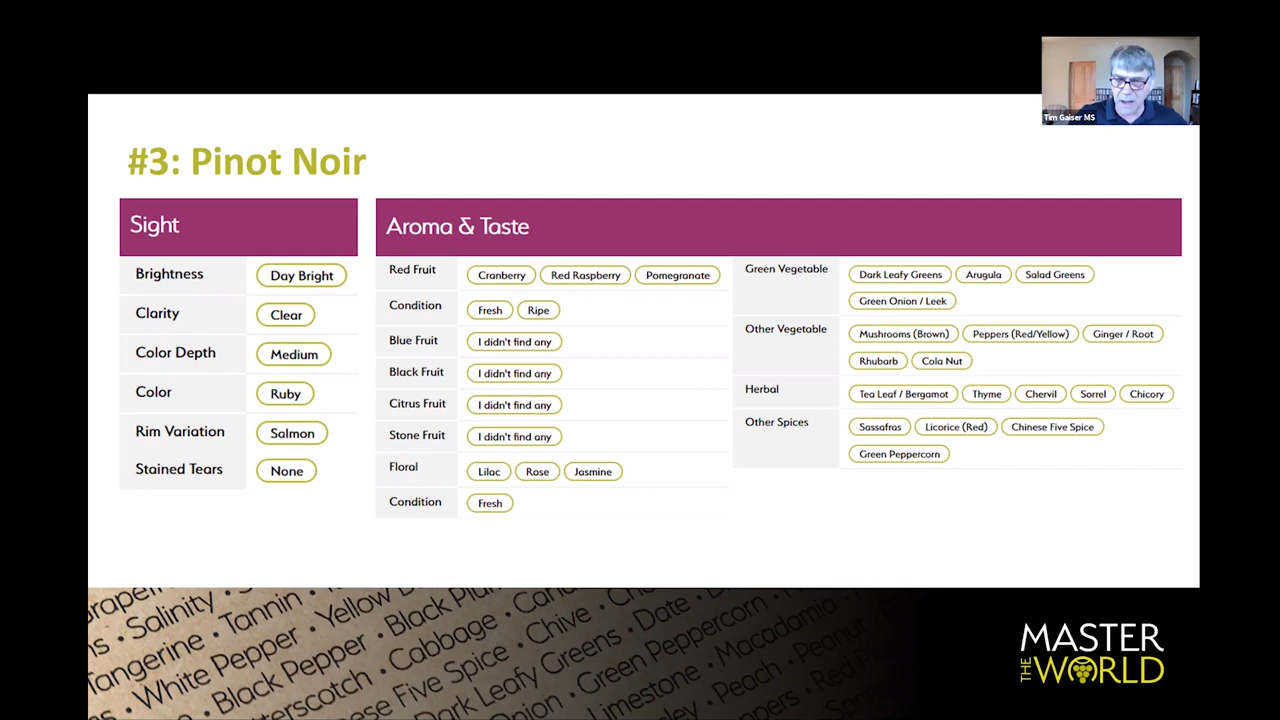 Tim Gaiser MS
#3: Pinot Noir
Sight
Brightness Day Bright
Clarity Clear
Color Depth Medium
Color Ruby
Rim Variation Salmon
Stained Tears None
Aroma & Taste
Red Fruit Cranberry Red Raspberry Pomegranate
Condition Fresh Ripe
Blue Fruit I didn't find any
Black Fruit I didn't find any
Citrus Fruit I didn't find any
Stone Fruit I didn't find any
Floral Lilac Rose Jasmine
Condition Fresh
Green Vegetable Dark Leafy Greens Arugula Salad Greens
Green Onion / Leek
Other Vegetable Mushrooms (Brown) Peppers (Red/Yellow) Ginger / Root
Rhubarb Cola Nut
Herbal Tea Leaf / Bergamot Thyme Chervil Sorrel Chicory
Other Spices Sassafras Licorice (Red) Chinese Five Spice
Green Peppercorn
Salinity
Tangerine • Tannin
White Pepper • Yellow
Black Pepper • Black
Cabbage
Five Spice • Chive
Dark Leafy Greens • Date
Green Peppercorn
Limestone • Macadamia
Peach • Peanut
MASTER
THE WORLD